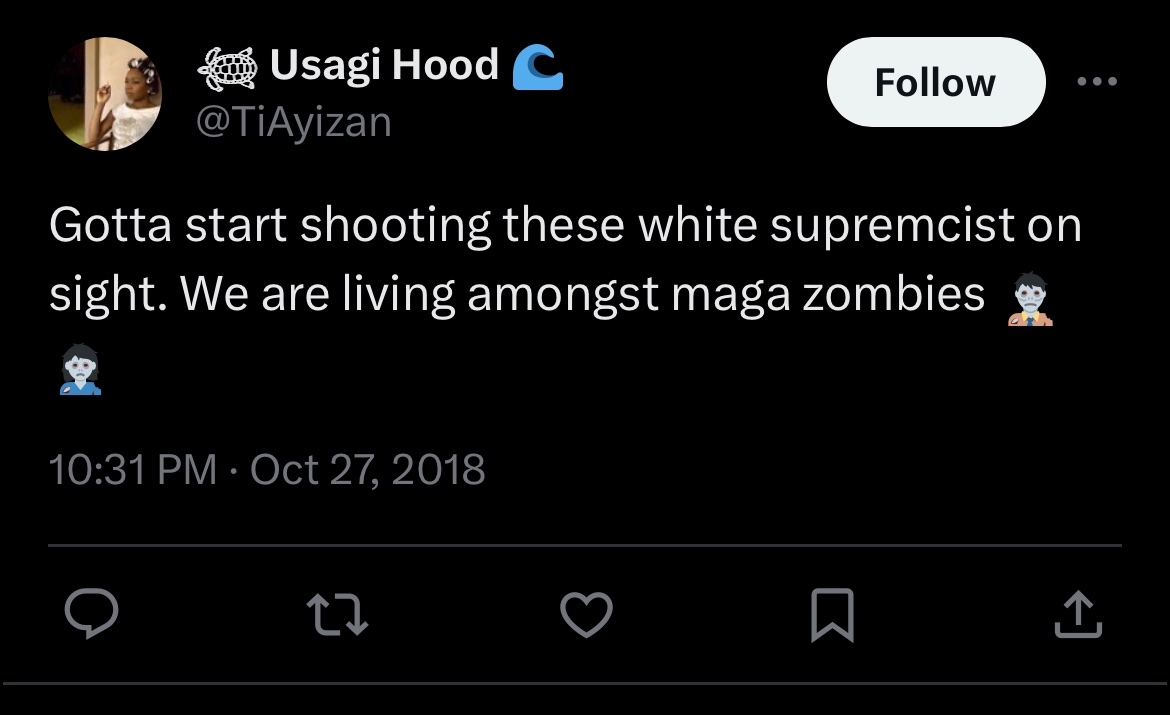 Usagi Hood
@TiAyizan
Follow
Gotta start shooting these white supremcist on
sight. We are living amongst maga zombies
10:31 PM · Oct 27, 2018